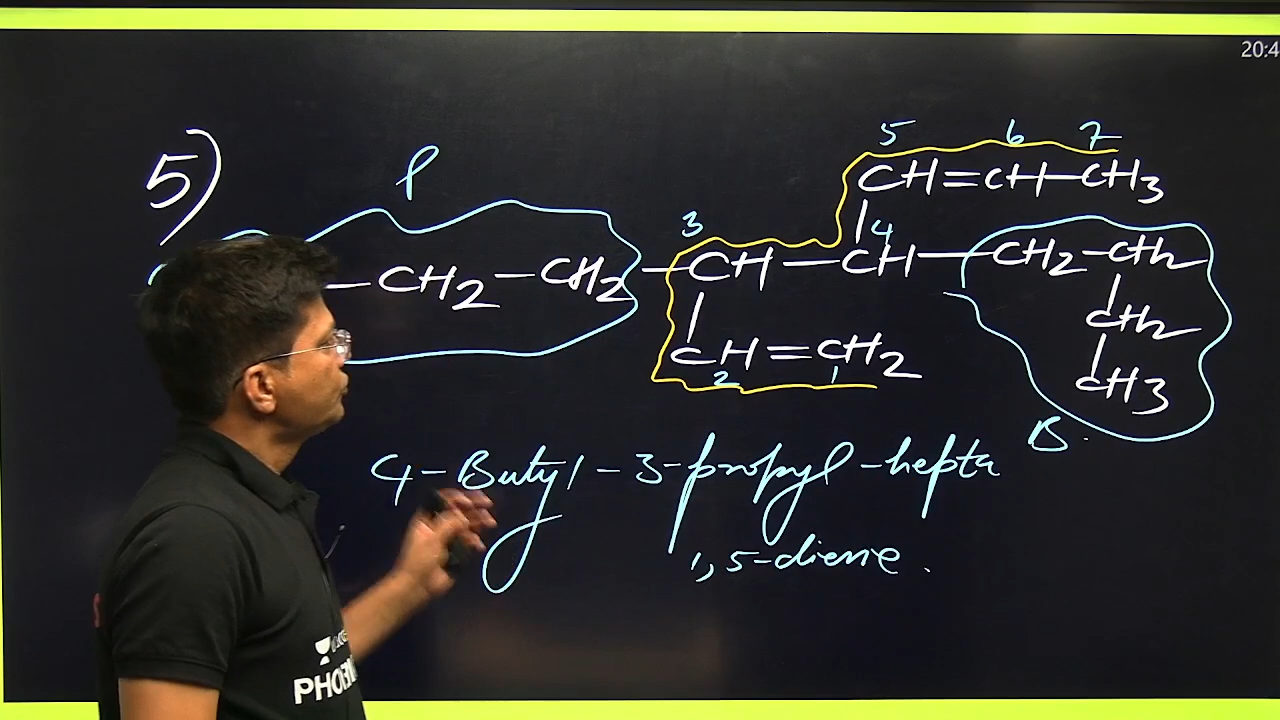 20:4
5)
P
5 6 7
CH=CH-CH3
3 4
-CH2-CH2-CH-CH-CH2-CH2
CH2
CH=CH2
2 1
CH3
B.
4-Butyl-3-propyl-hepta
1,5-diene.
PHOENI